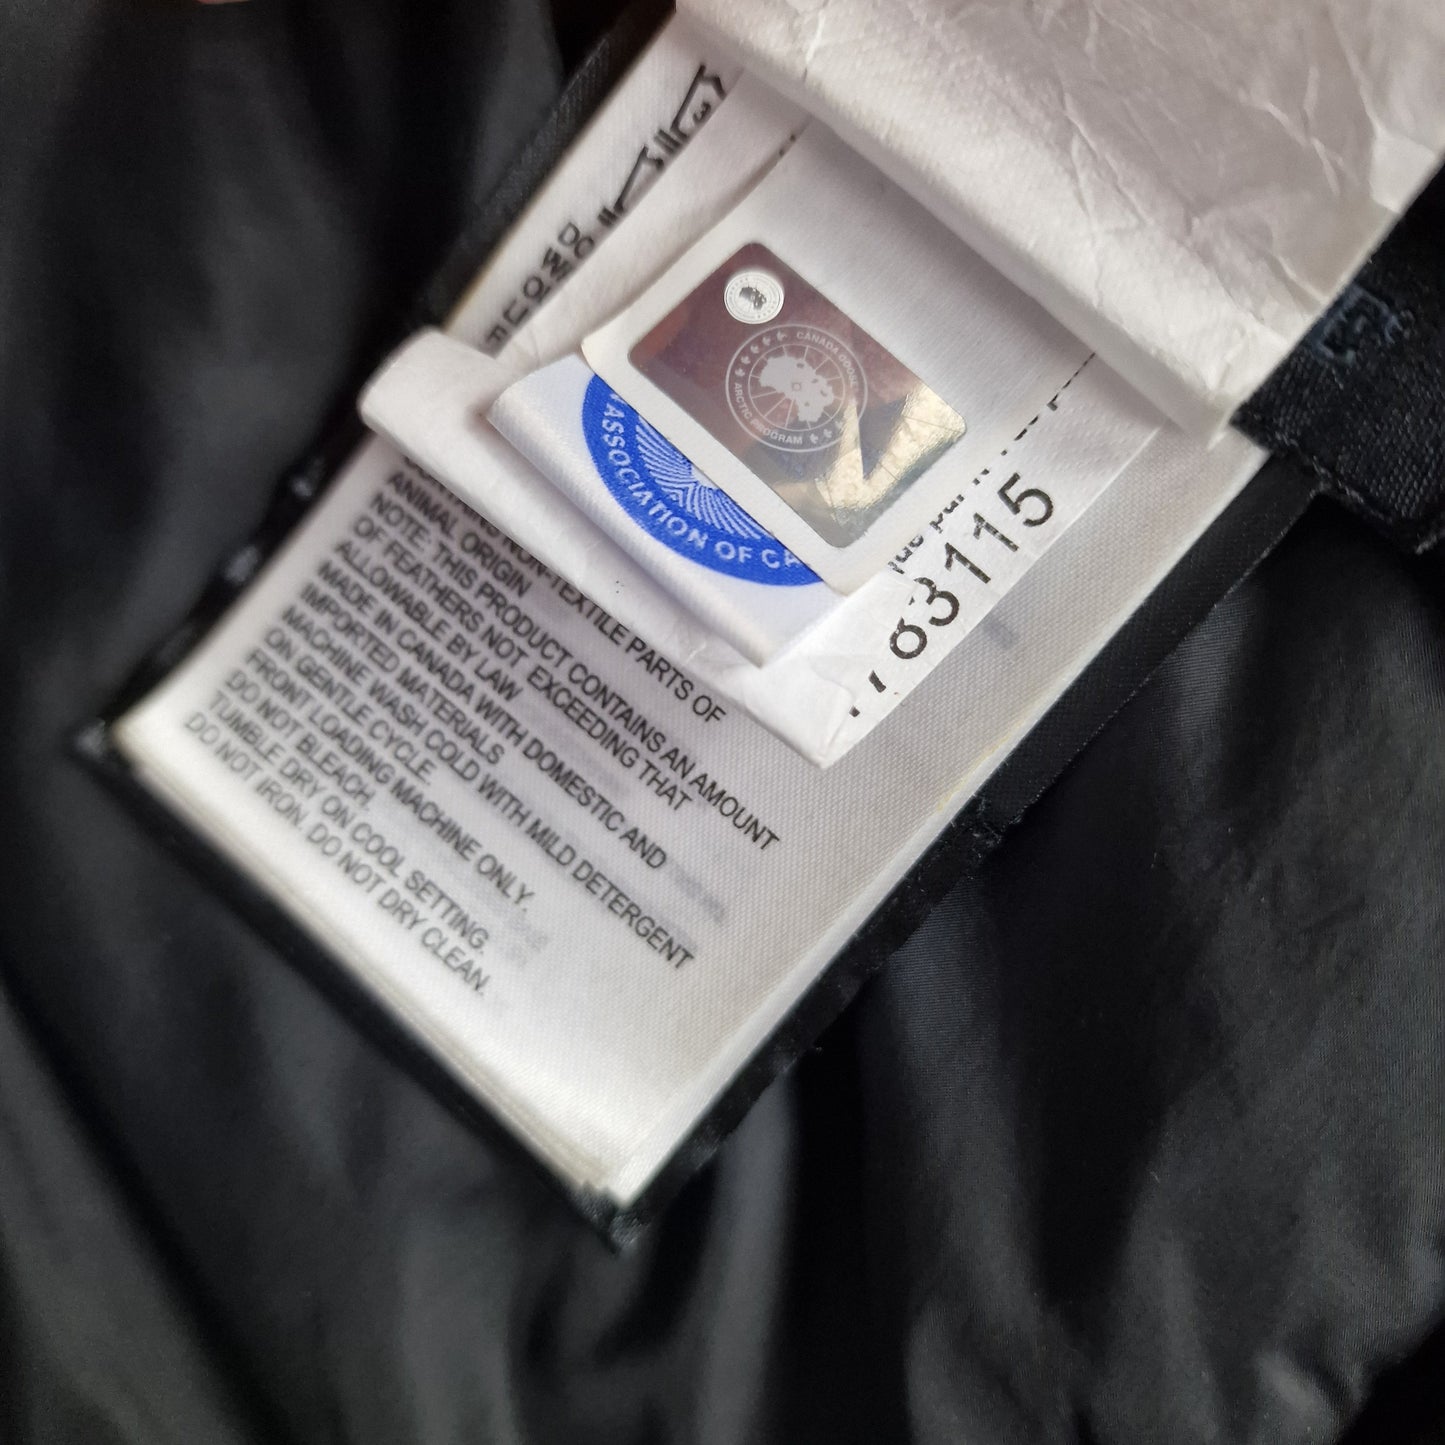 CANADA GOOSE
ARCTIC PROGRAM
ASSOCIATION OF
83115
NON-TEXTILE PARTS OF
ANIMAL ORIGIN
NOTE: THIS PRODUCT CONTAINS AN AMOUNT
OF FEATHERS NOT EXCEEDING THAT
ALLOWABLE BY LAW
MADE IN CANADA WITH DOMESTIC AND
IMPORTED MATERIALS
MACHINE WASH COLD WITH MILD DETERGENT
ON GENTLE CYCLE.
FRONT LOADING MACHINE ONLY.
DO NOT BLEACH.
TUMBLE DRY ON COOL SETTING.
DO NOT IRON. DO NOT DRY CLEAN.